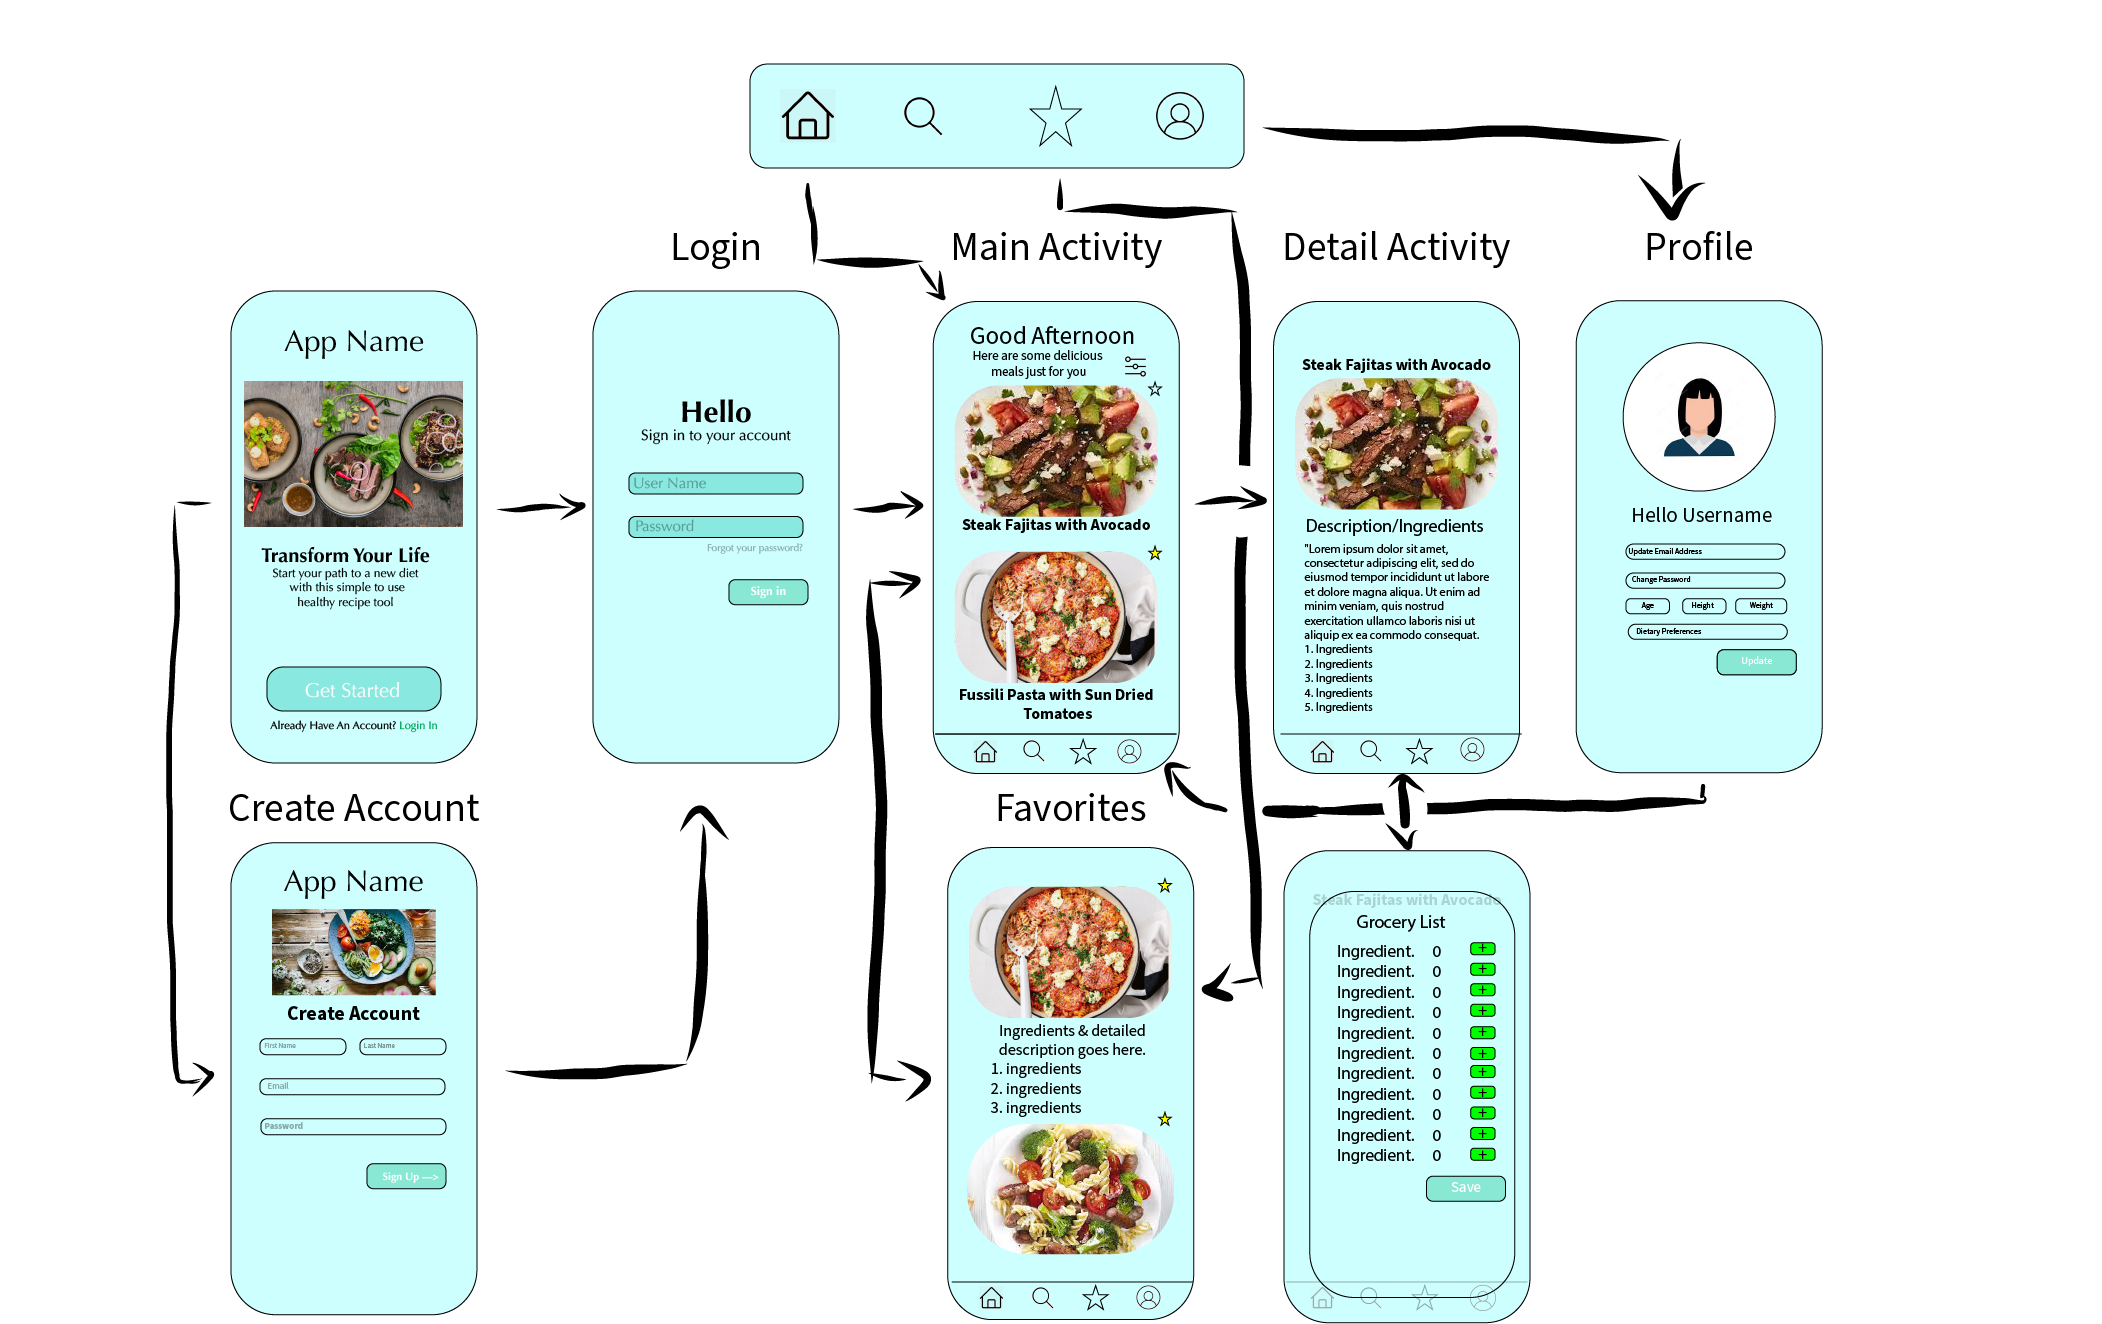 Login
Main Activity
Detail Activity
Profile
App Name
Transform Your Life
Start your path to a new diet
with this simple to use
healthy recipe tool
Get Started
Already Have An Account? Login In
Hello
Sign in to your account
User Name
Password
Forgot your password?
Sign in
Good Afternoon
Here are some delicious
meals just for you
Steak Fajitas with Avocado
Fussili Pasta with Sun Dried
Tomatoes
Steak Fajitas with Avocado
Description/Ingredients
"Lorem ipsum dolor sit amet,
consectetur adipiscing elit, sed do
eiusmod tempor incididunt ut labore
et dolore magna aliqua. Ut enim ad
minim veniam, quis nostrud
exercitation ullamco laboris nisi ut
aliquip ex ea commodo consequat.
1. Ingredients
2. Ingredients
3. Ingredients
4. Ingredients
5. Ingredients
Hello Username
Update Email Address
Change Password
Age Height Weight
Dietary Preferences
Update
Create Account
App Name
Create Account
First Name Last Name
Email
Password
Sign Up —>
Favorites
Ingredients & detailed
description goes here.
1. ingredients
2. ingredients
3. ingredients
Steak Fajitas with Avocado
Grocery List
Ingredient. 0 +
Ingredient. 0 +
Ingredient. 0 +
Ingredient. 0 +
Ingredient. 0 +
Ingredient. 0 +
Ingredient. 0 +
Ingredient. 0 +
Ingredient. 0 +
Ingredient. 0 +
Ingredient. 0 +
Save